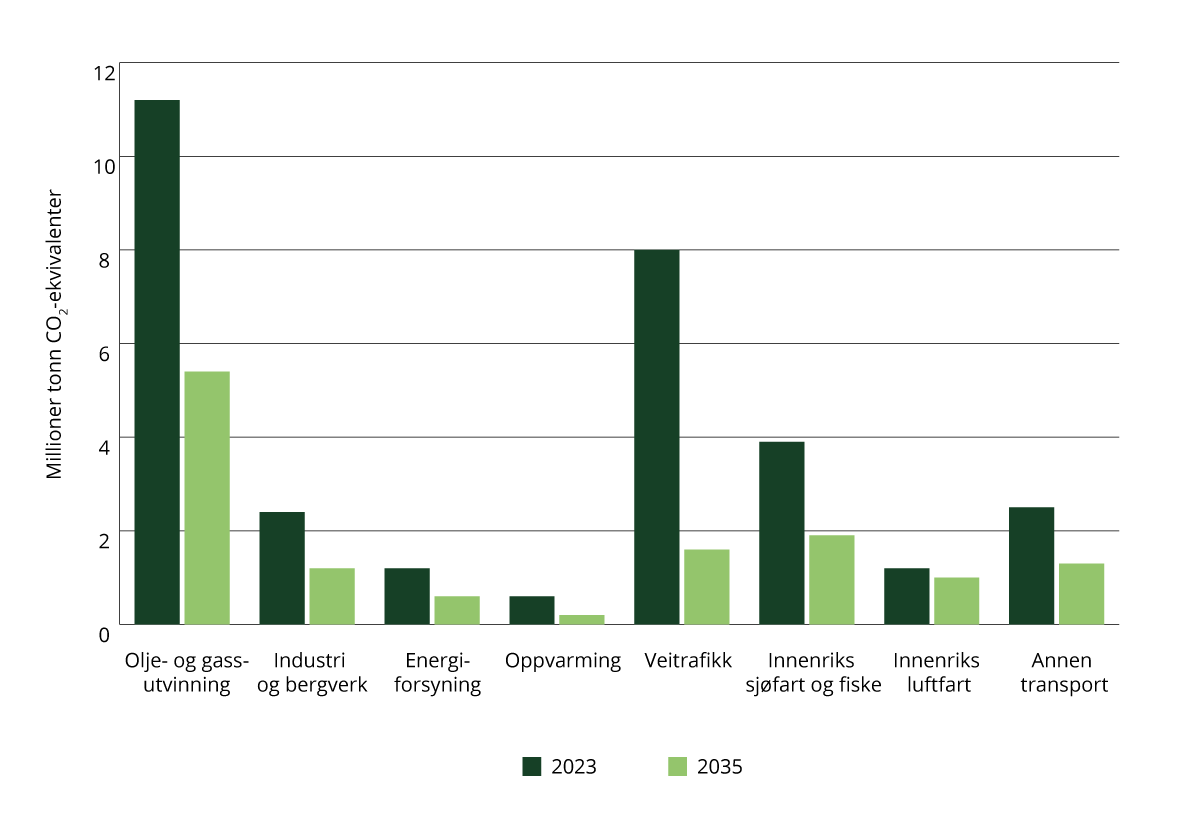 12
10
8
6
4
2
0
Millioner tonn CO₂-ekvivalenter
Olje- og gass-
utvinning
Industri
og bergverk
Energi-
forsyning
Oppvarming
Veitrafikk
Innenriks
sjøfart og fiske
Innenriks
luftfart
Annen
transport
2023
2035